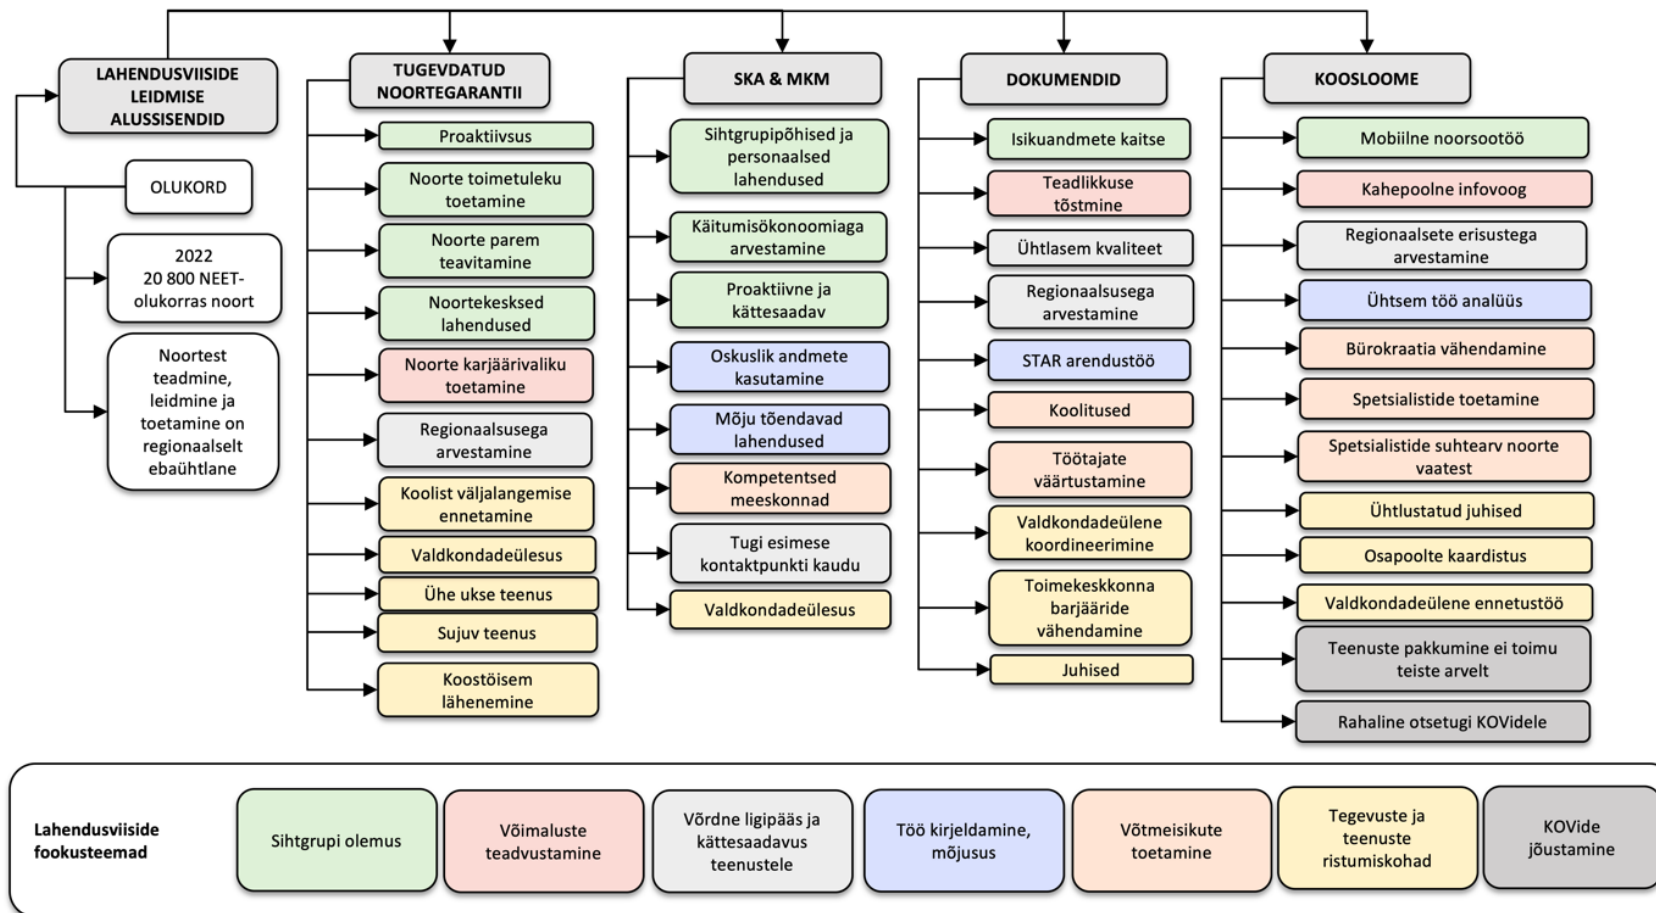 LAHENDUSVIISIDE
LEIDMISE
ALUSSISENDID
OLUKORD
2022
20 800 NEET-
olukorras noort
Noortest
teadmine,
leidmine ja
toetamine on
regionaalselt
ebaühtlane
TUGEVDATUD
NOORTEGARANTII
Proaktiivsus
Noorte toimetuleku
toetamine
Noorte parem
teavitamine
Noortekesksed
lahendused
Noorte karjäärivaliku
toetamine
Regionaalsusega
arvestamine
Koolist väljalangemise
ennetamine
Valdkondadeülesus
Ühe ukse teenus
Sujuv teenus
Koostöisem
lähenemine
SKA & MKM
Sihtgrupipõhised ja
personaalsed
lahendused
Käitumisökonoomiaga
arvestamine
Proaktiivne ja
kättesaadav
Oskuslik andmete
kasutamine
Mõju tõendavad
lahendused
Kompetentsed
meeskonnad
Tugi esimese
kontaktpunkti kaudu
Valdkondadeülesus
DOKUMENDID
Isikuandmete kaitse
Teadlikkuse
tõstmine
Ühtlasem kvaliteet
Regionaalsusega
arvestamine
STAR arendustöö
Koolitused
Töötajate
väärtustamine
Valdkondadeülene
koordineerimine
Toimekeskkonna
barjääride
vähendamine
Juhised
KOOSLOOME
Mobiilne noorsootöö
Kahepoolne infovoog
Regionaalsete erisustega
arvestamine
Ühtsem töö analüüs
Bürokraatia vähendamine
Spetsialistide toetamine
Spetsialistide suhtearv noorte
vaatest
Ühtlustatud juhised
Osapoolte kaardistus
Valdkondadeülene ennetustöö
Teenuste pakkumine ei toimu
teiste arvelt
Rahaline otsetugi KOVidele
Lahendusviiside
fookusteemad
Sihtgrupi olemus
Võimaluste
teadvustamine
Võrdne ligipääs ja
kättesaadavus
teenustele
Töö kirjeldamine,
mõjusus
Võtmeisikute
toetamine
Tegevuste ja
teenuste
ristumiskohad
KOVide
jõustamine